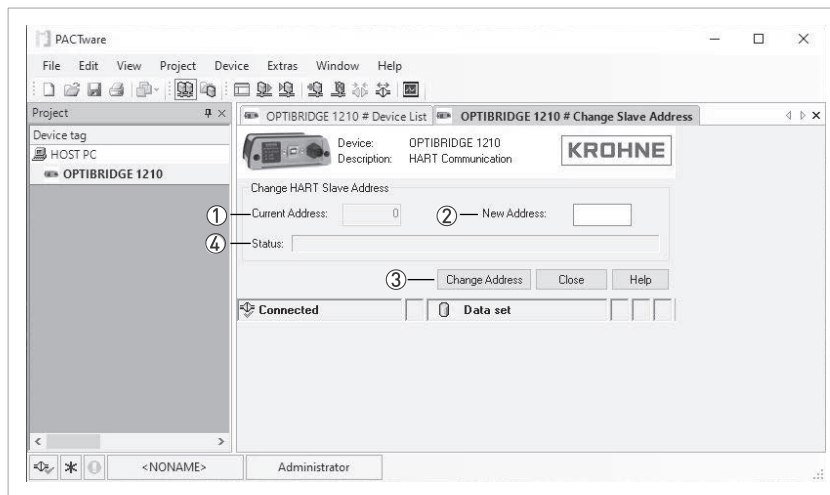 PACTware
File Edit View Project Device Extras Window Help
Project
OPTIBRIDGE 1210 # Device List OPTIBRIDGE 1210 # Change Slave Address
Device tag
HOST PC
OPTIBRIDGE 1210
Device: OPTIBRIDGE 1210
Description: HART Communication
KROHNE
Change HART Slave Address
① Current Address: 0 ② New Address:
④ Status:
③ Change Address Close Help
Connected Data set
<NONAME> Administrator